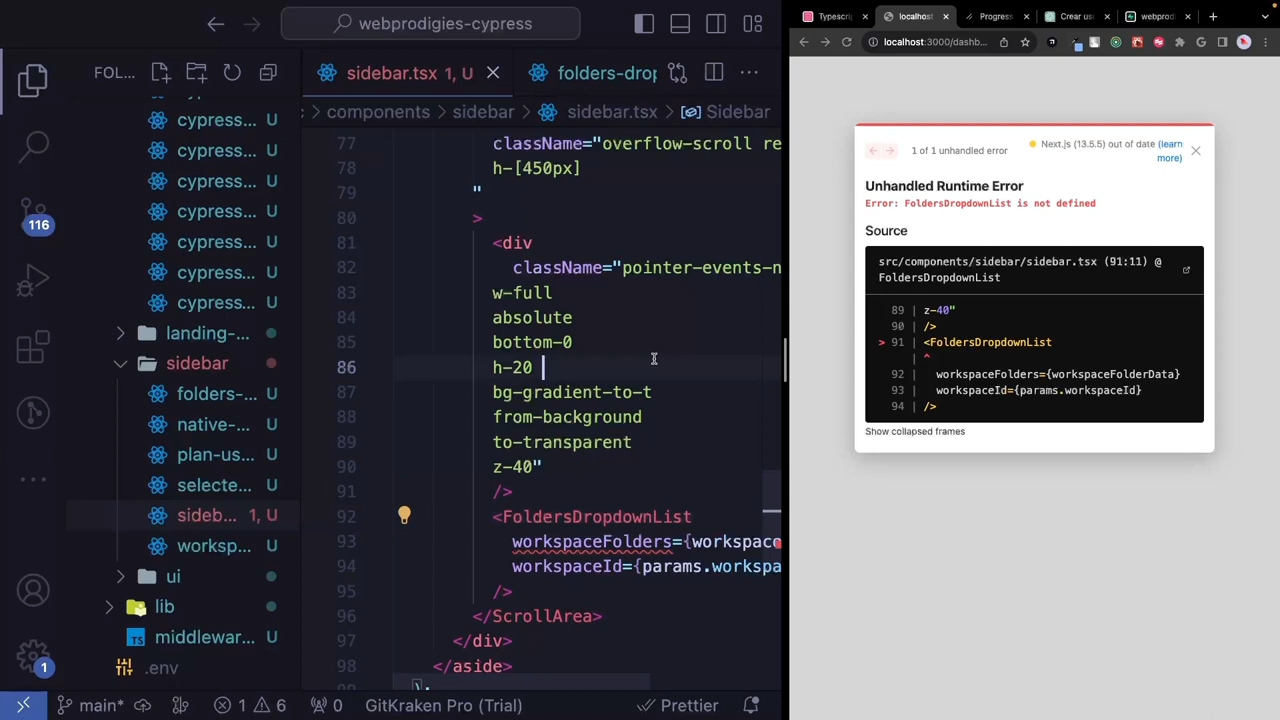 webprodigies-cypress
FOL...
cypress... U
cypress... U
cypress... U
cypress... U
cypress... U
cypress... U
cypress... U
landing-...
sidebar
folders-... U
native-... U
plan-us... U
selecte... U
sideb... 1, U
worksp... U
ui
lib
middlewar... U
.env
116
1
sidebar.tsx 1, U
folders-drop
components > sidebar > sidebar.tsx > Sidebar
77 className="overflow-scroll re
78 h-[450px]
79 "
80 >
81 <div
82 className="pointer-events-n
83 w-full
84 absolute
85 bottom-0
86 h-20
87 bg-gradient-to-t
88 from-background
89 to-transparent
90 z-40"
91 />
92 <FoldersDropdownList
93 workspaceFolders={workspace
94 workspaceId={params.workspa
95 />
96 </ScrollArea>
97 </div>
98 </aside>
);
main*
1 6
0
GitKraken Pro (Trial)
Prettier
Typescri
localhos
Progress
Crear us
webprod
localhost:3000/dashb...
1 of 1 unhandled error
Next.js (13.5.5) out of date (learn
more)
Unhandled Runtime Error
Error: FoldersDropdownList is not defined
Source
src/components/sidebar/sidebar.tsx (91:11) @
FoldersDropdownList
89 | z-40"
90 | />
> 91 | <FoldersDropdownList
| ^
92 | workspaceFolders={workspaceFolderData}
93 | workspaceId={params.workspaceId}
94 | />
Show collapsed frames